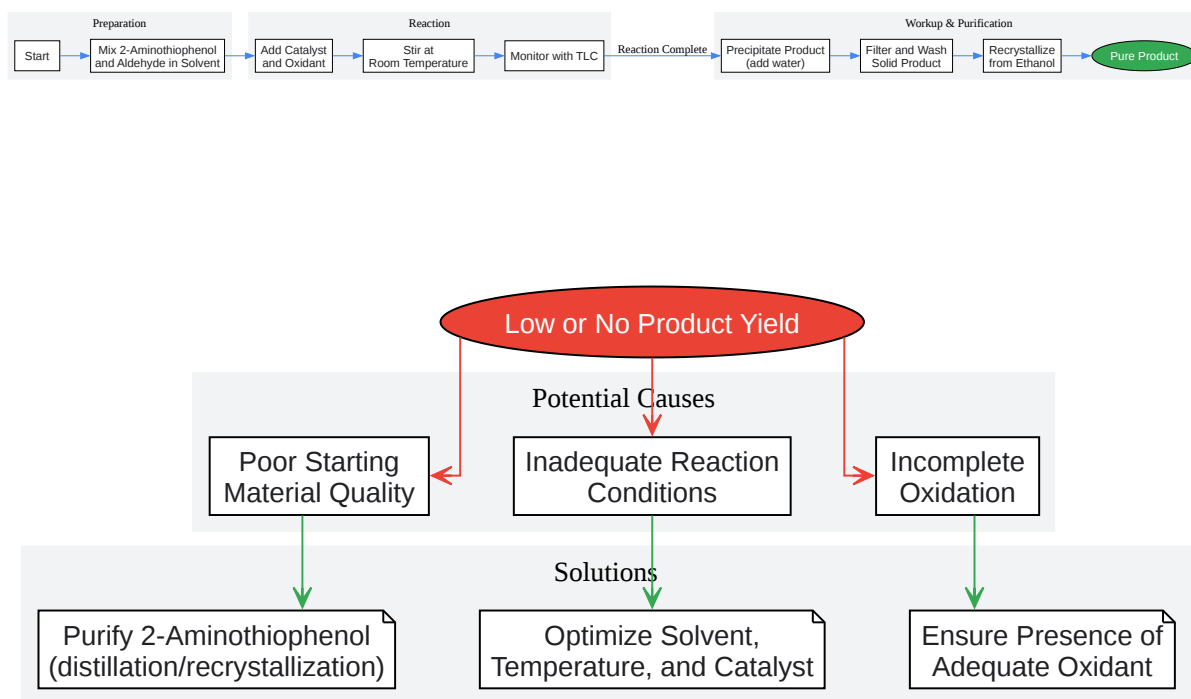 Preparation
Reaction
Workup & Purification
Start
Mix 2-Aminothiophenol
and Aldehyde in Solvent
Add Catalyst
and Oxidant
Stir at
Room Temperature
Monitor with TLC
Reaction Complete
Precipitate Product
(add water)
Filter and Wash
Solid Product
Recrystallize
from Ethanol
Pure Product
Low or No Product Yield
Potential Causes
Poor Starting
Material Quality
Inadequate Reaction
Conditions
Incomplete
Oxidation
Solutions
Purify 2-Aminothiophenol
(distillation/recrystallization)
Optimize Solvent,
Temperature, and Catalyst
Ensure Presence of
Adequate Oxidant